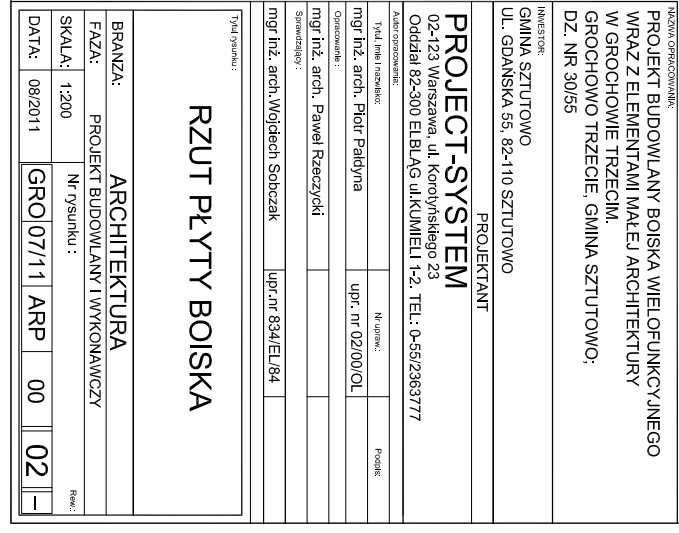 NAZWA OPRACOWANIA:
PROJEKT BUDOWLANY BOISKA WIELOFUNKCYJNEGO
WRAZ Z ELEMENTAMI MAŁEJ ARCHITEKTURY
W GROCHOWIE TRZECIM.
GROCHOWO TRZECIE, GMINA SZTUTOWO;
DZ. NR 30/55
INWESTOR:
GMINA SZTUTOWO
UL. GDAŃSKA 55, 82-110 SZTUTOWO
PROJEKTANT
PROJECT-SYSTEM
02-123 Warszawa, ul. Korotyńskiego 23
Oddział 82-300 ELBLĄG ul.KUMIELI 1-2. TEL: 0-55/2363777
Autor opracowania:
Tytuł, Imie i nazwisko: Nr upraw.: Podpis:
mgr inż. arch. Piotr Pałdyna upr. nr 02/00/OL
Opracowanie :
mgr inż. arch. Paweł Rzeczycki
Sprawdzający :
mgr inż. arch.Wojciech Sobczak upr.nr 834/EL/84
Tytuł rysunku :
RZUT PŁYTY BOISKA
BRANŻA: ARCHITEKTURA
FAZA: PROJEKT BUDOWLANY I WYKONAWCZY
SKALA: 1:200 Nr rysunku : Rew.:
DATA: 08/2011 GRO 07/11 ARP 00 02 –